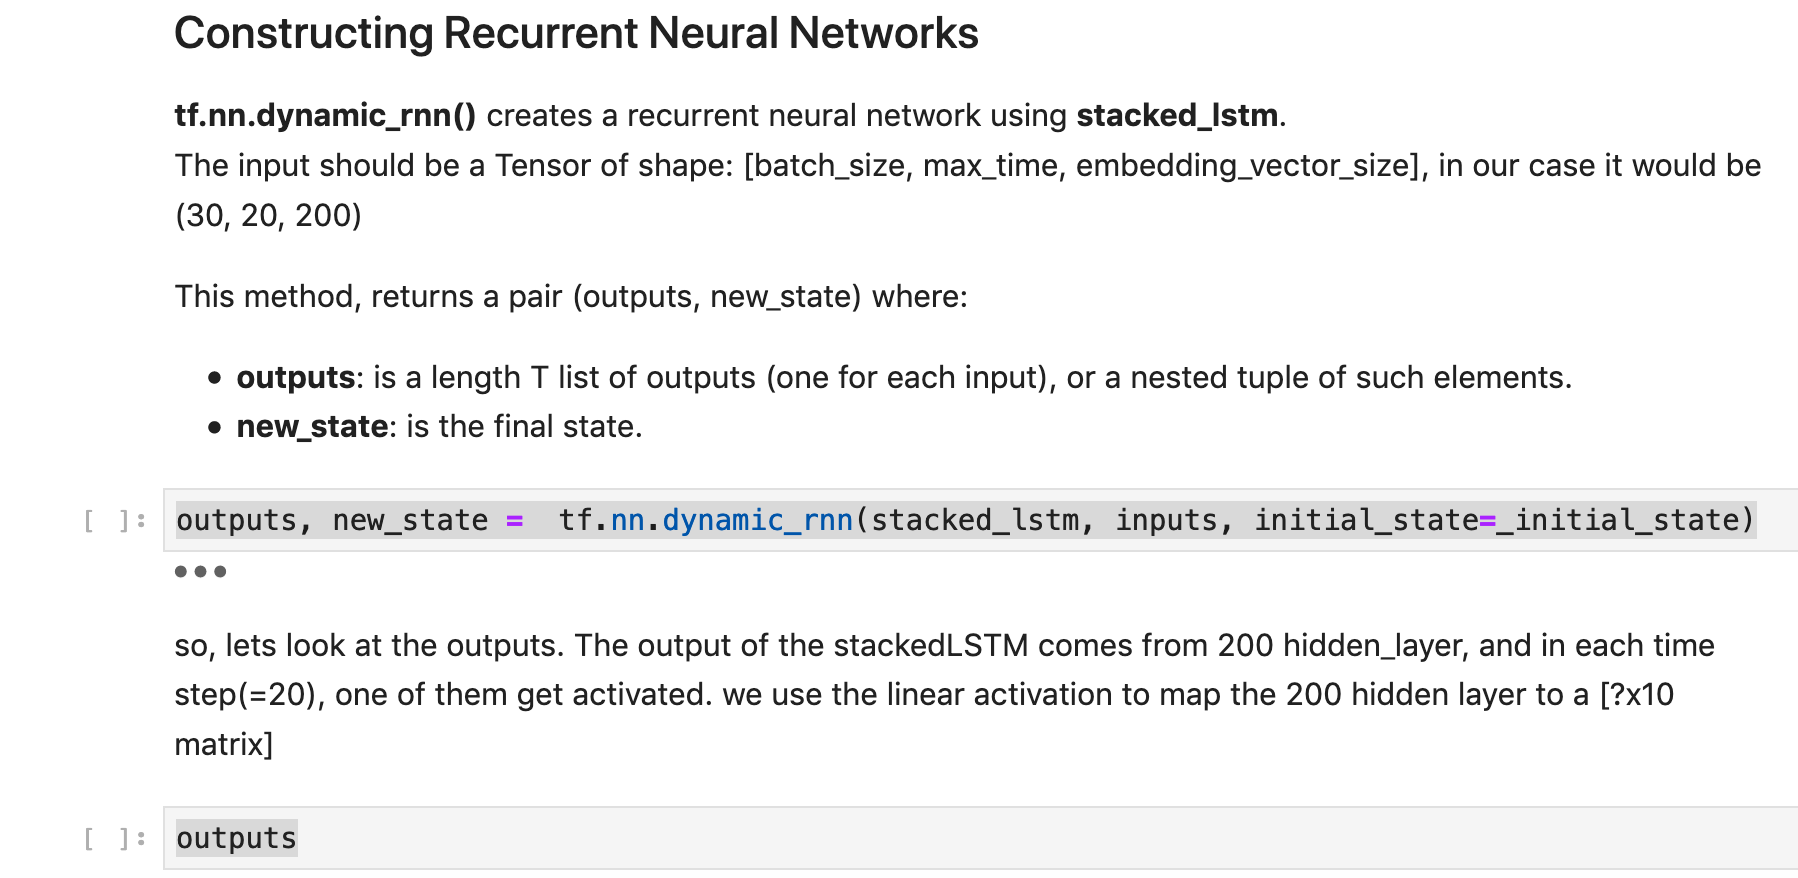 Constructing Recurrent Neural Networks
tf.nn.dynamic_rnn() creates a recurrent neural network using stacked_lstm.
The input should be a Tensor of shape: [batch_size, max_time, embedding_vector_size], in our case it would be
(30, 20, 200)
This method, returns a pair (outputs, new_state) where:
• outputs: is a length T list of outputs (one for each input), or a nested tuple of such elements.
• new_state: is the final state.
[ ]: outputs, new_state =  tf.nn.dynamic_rnn(stacked_lstm, inputs, initial_state=_initial_state)
•••
so, lets look at the outputs. The output of the stackedLSTM comes from 200 hidden_layer, and in each time
step(=20), one of them get activated. we use the linear activation to map the 200 hidden layer to a [?x10
matrix]
[ ]: outputs